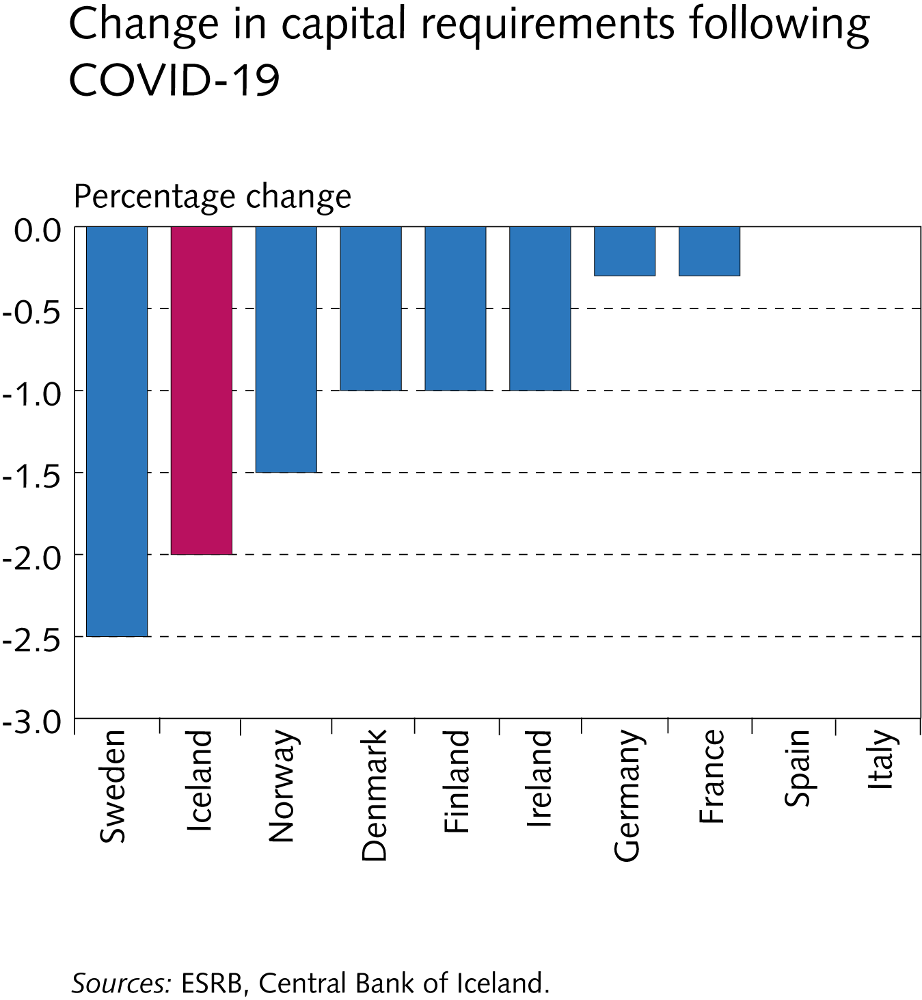 Change in capital requirements following
COVID-19
Percentage change
0.0
-0.5
-1.0
-1.5
-2.0
-2.5
-3.0
Sweden
Iceland
Norway
Denmark
Finland
Ireland
Germany
France
Spain
Italy
Sources: ESRB, Central Bank of Iceland.